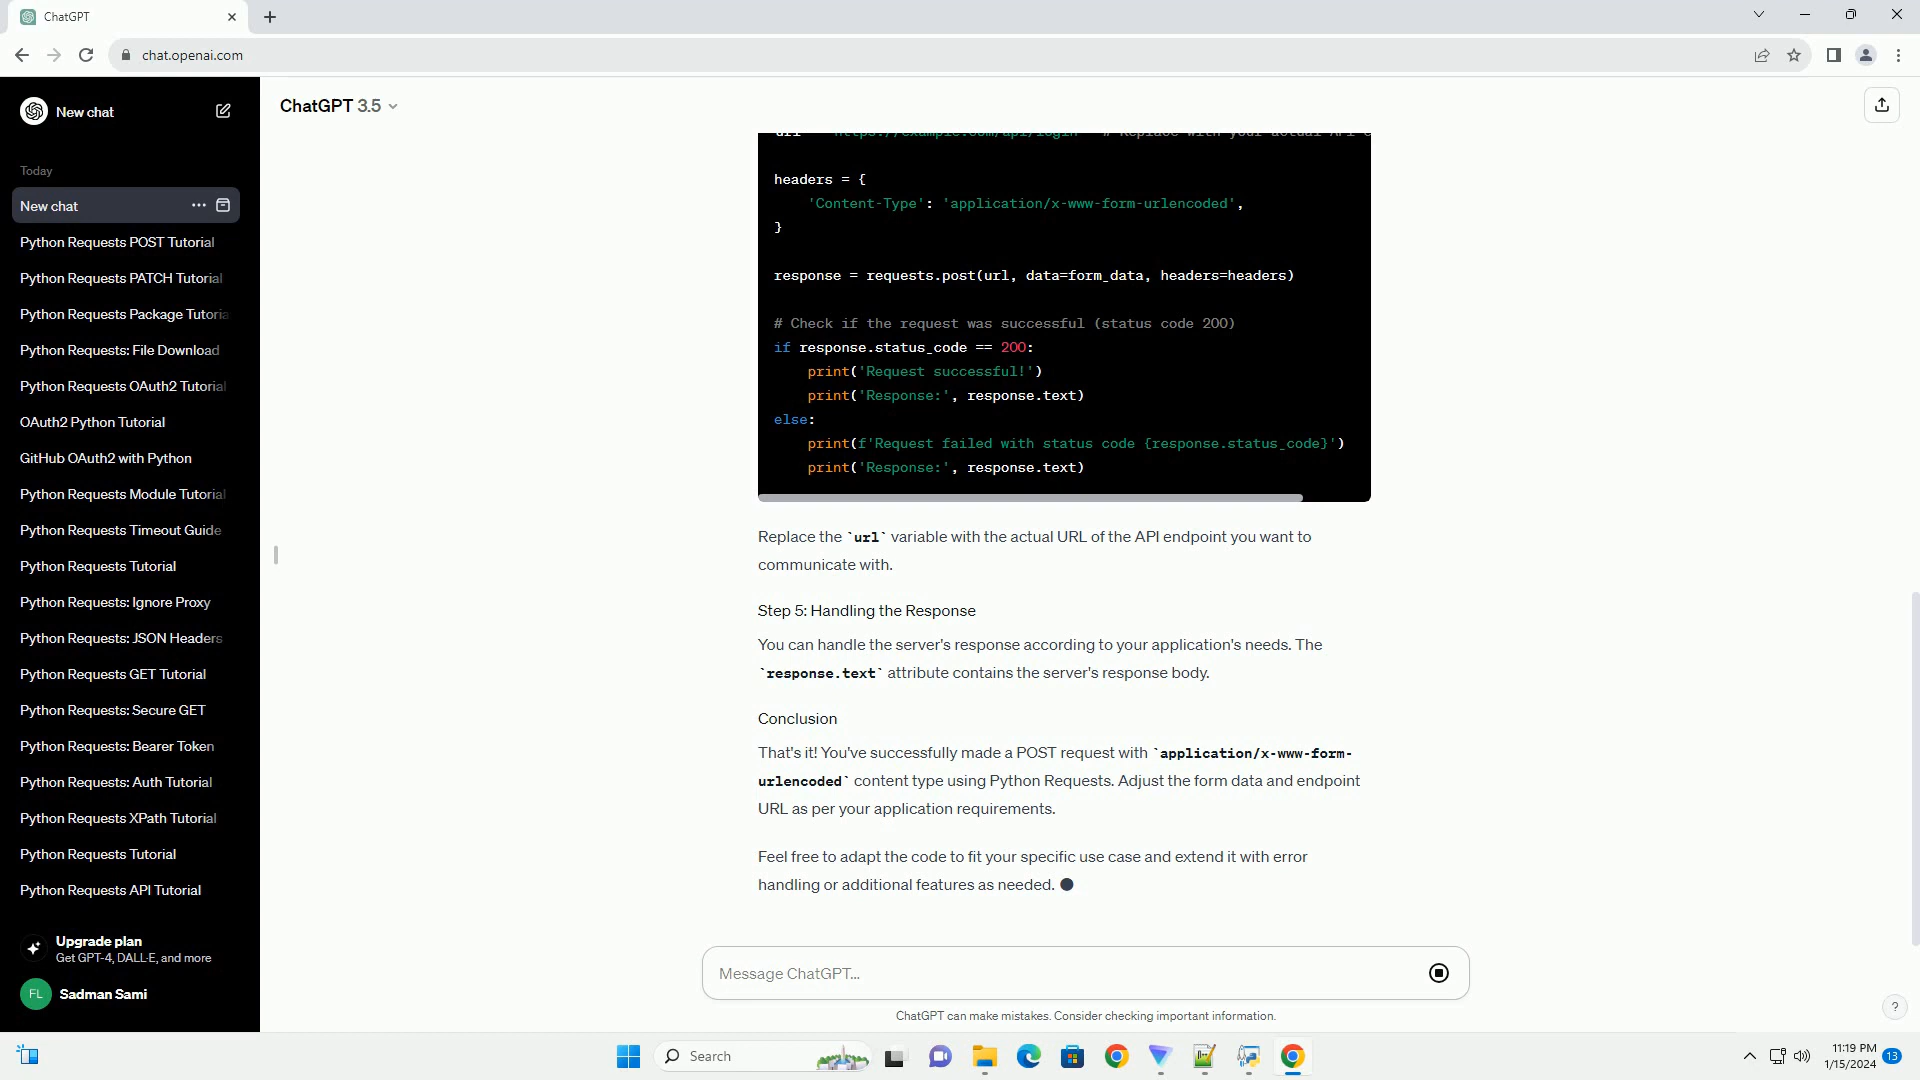 ChatGPT
chat.openai.com
New chat
ChatGPT 3.5
Today
New chat
Python Requests POST Tutorial
Python Requests PATCH Tutorial
Python Requests Package Tutoria
Python Requests: File Download
Python Requests OAuth2 Tutorial
OAuth2 Python Tutorial
GitHub OAuth2 with Python
Python Requests Module Tutorial
Python Requests Timeout Guide
Python Requests Tutorial
Python Requests: Ignore Proxy
Python Requests: JSON Headers
Python Requests GET Tutorial
Python Requests: Secure GET
Python Requests: Bearer Token
Python Requests: Auth Tutorial
Python Requests XPath Tutorial
Python Requests Tutorial
Python Requests API Tutorial
Upgrade plan
Get GPT-4, DALL·E, and more
FL Sadman Sami
headers = {
'Content-Type': 'application/x-www-form-urlencoded',
}
response = requests.post(url, data=form_data, headers=headers)
# Check if the request was successful (status code 200)
if response.status_code == 200:
print('Request successful!')
print('Response:', response.text)
else:
print(f'Request failed with status code {response.status_code}')
print('Response:', response.text)
Replace the `url` variable with the actual URL of the API endpoint you want to
communicate with.
Step 5: Handling the Response
You can handle the server's response according to your application's needs. The
`response.text` attribute contains the server's response body.
Conclusion
That's it! You've successfully made a POST request with `application/x-www-form-
urlencoded` content type using Python Requests. Adjust the form data and endpoint
URL as per your application requirements.
Feel free to adapt the code to fit your specific use case and extend it with error
handling or additional features as needed.
Message ChatGPT...
ChatGPT can make mistakes. Consider checking important information.
?
Search
11:19 PM
1/15/2024
13